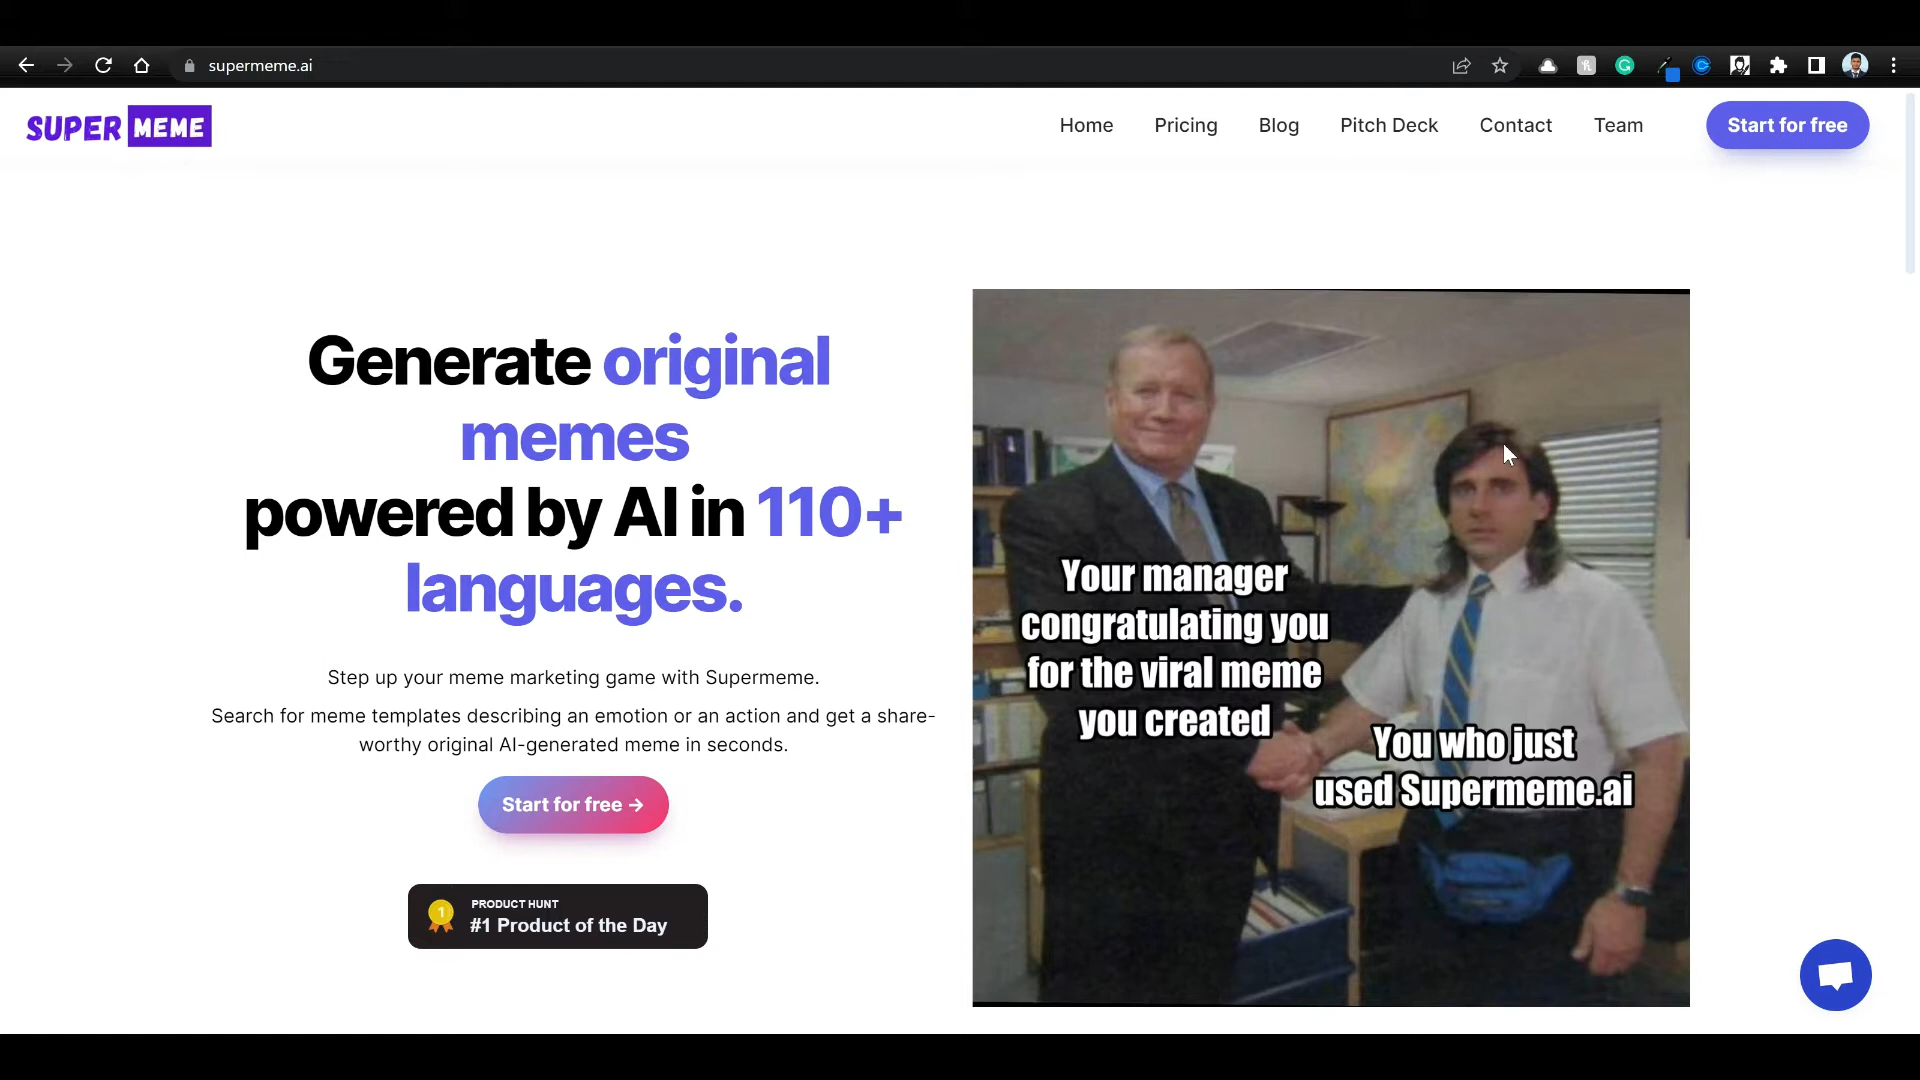 supermeme.ai
SUPER MEME
Home
Pricing
Blog
Pitch Deck
Contact
Team
Start for free
Generate original
memes
powered by AI in 110+
languages.
Step up your meme marketing game with Supermeme.
Search for meme templates describing an emotion or an action and get a share-
worthy original AI-generated meme in seconds.
Start for free →
1
PRODUCT HUNT
#1 Product of the Day
Your manager
congratulating you
for the viral meme
you created
You who just
used Supermeme.ai